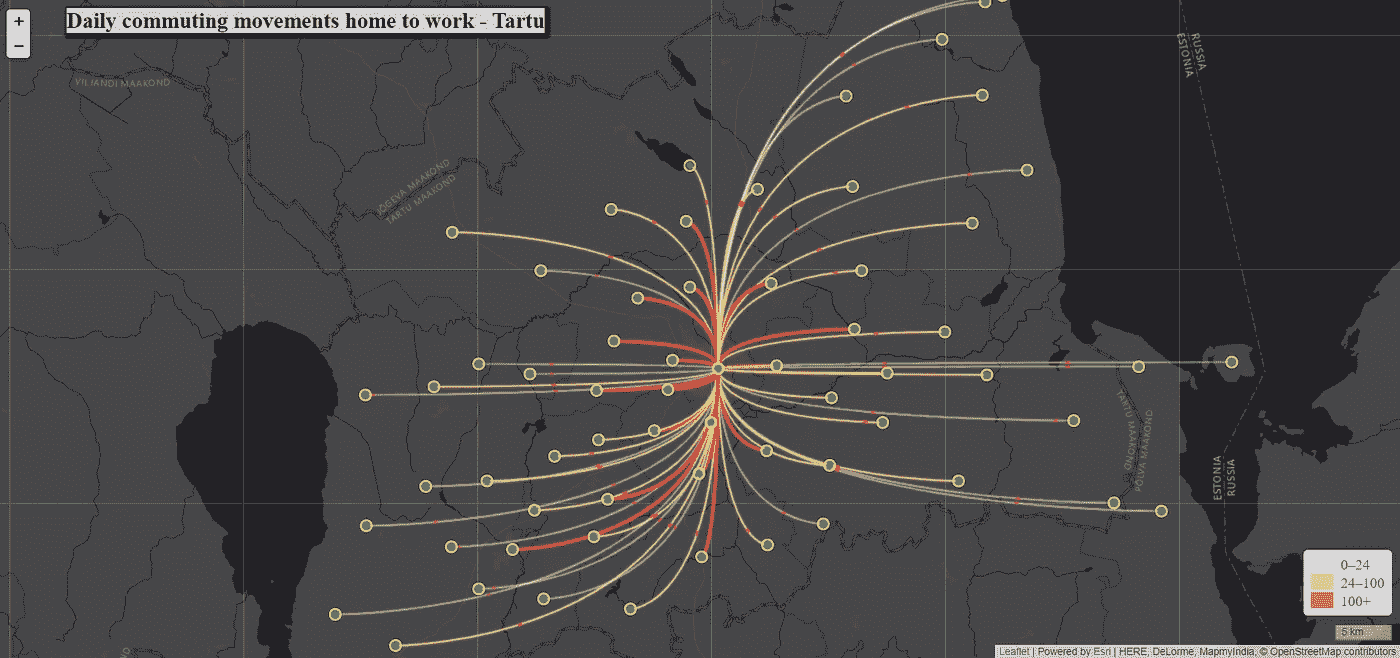 +
Daily commuting movements home to work - Tartu
−
VILJANDI MAAKOND
RUSSIA
ESTONIA
JÕGEVA MAAKOND
TARTU MAAKOND
TARTU MAAKOND
PÕLVA MAAKOND
ESTONIA
RUSSIA
0–24
24–100
100+
5 km
Leaflet | Powered by Esri | HERE, DeLorme, MapmyIndia, © OpenStreetMap contributors